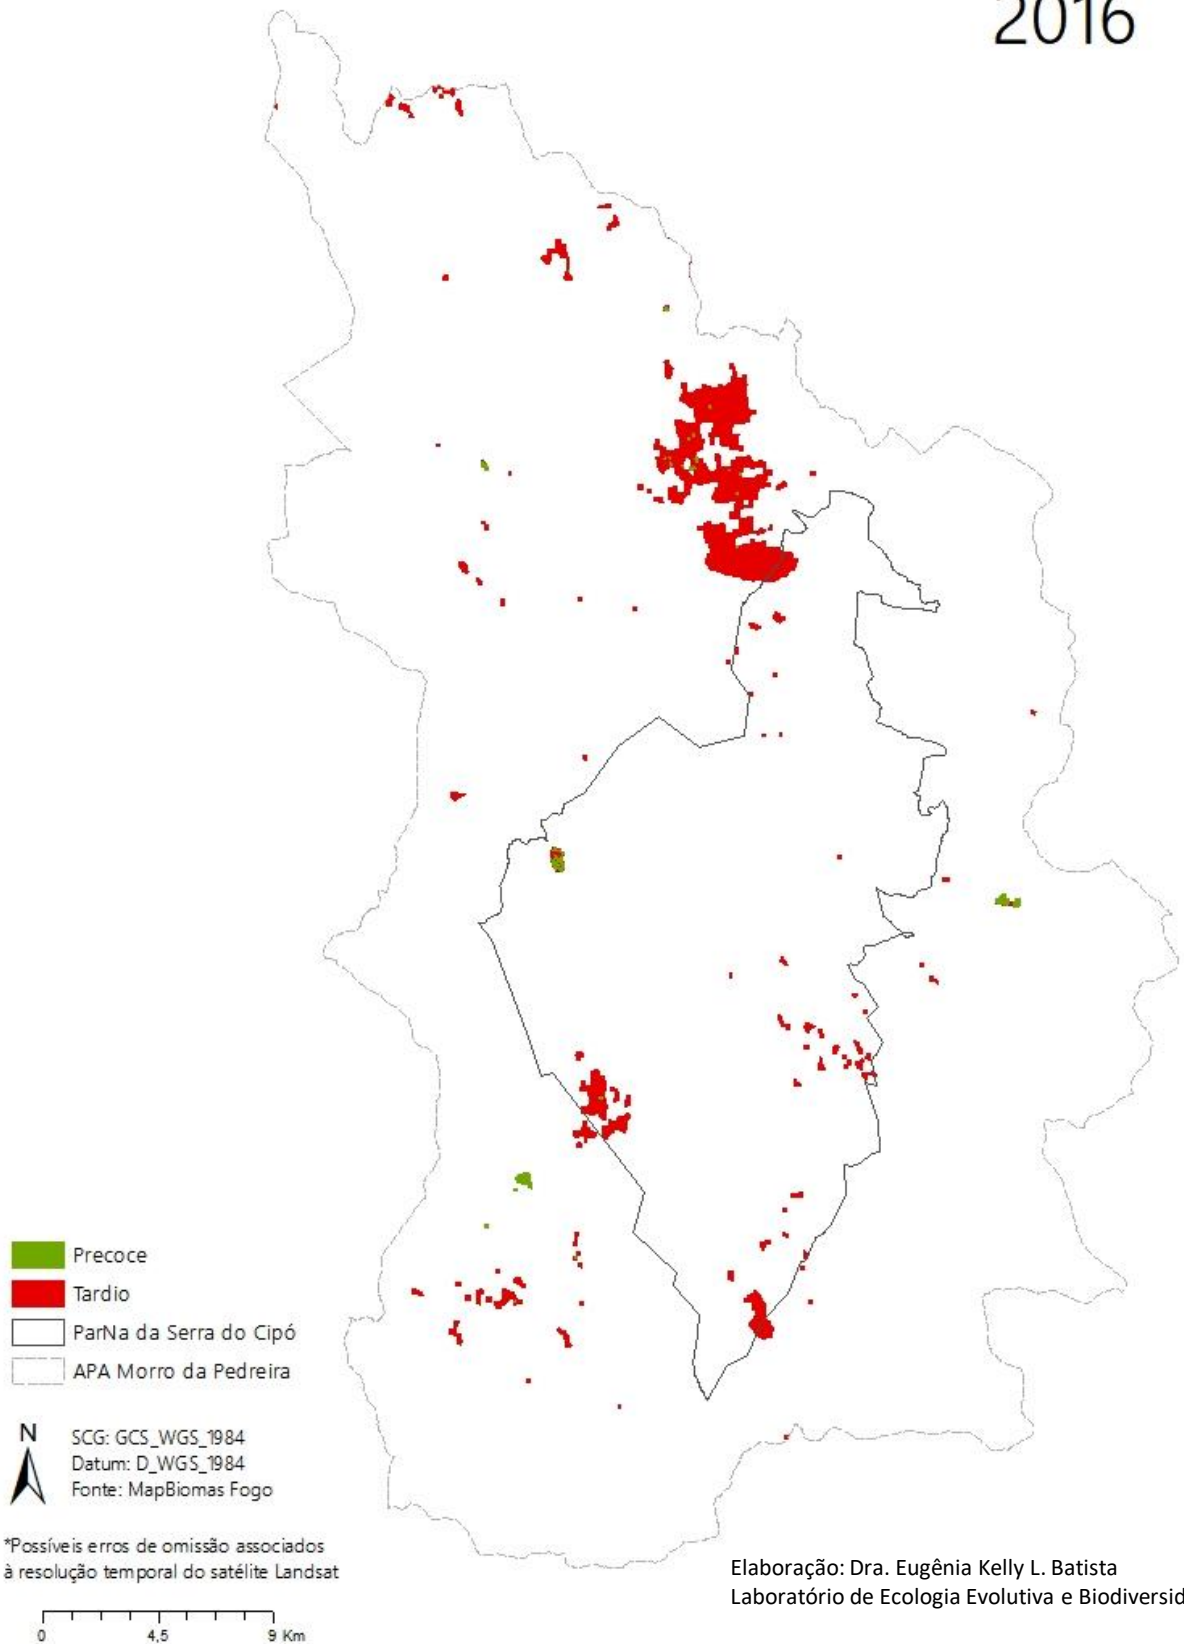 2016
Precoce
Tardio
ParNa da Serra do Cipó
APA Morro da Pedreira
N
SCG: GCS_WGS_1984
Datum: D_WGS_1984
Fonte: MapBiomas Fogo
*Possíveis erros de omissão associados
à resolução temporal do satélite Landsat
0 4,5 9 Km
Elaboração: Dra. Eugênia Kelly L. Batista
Laboratório de Ecologia Evolutiva e Biodiversid